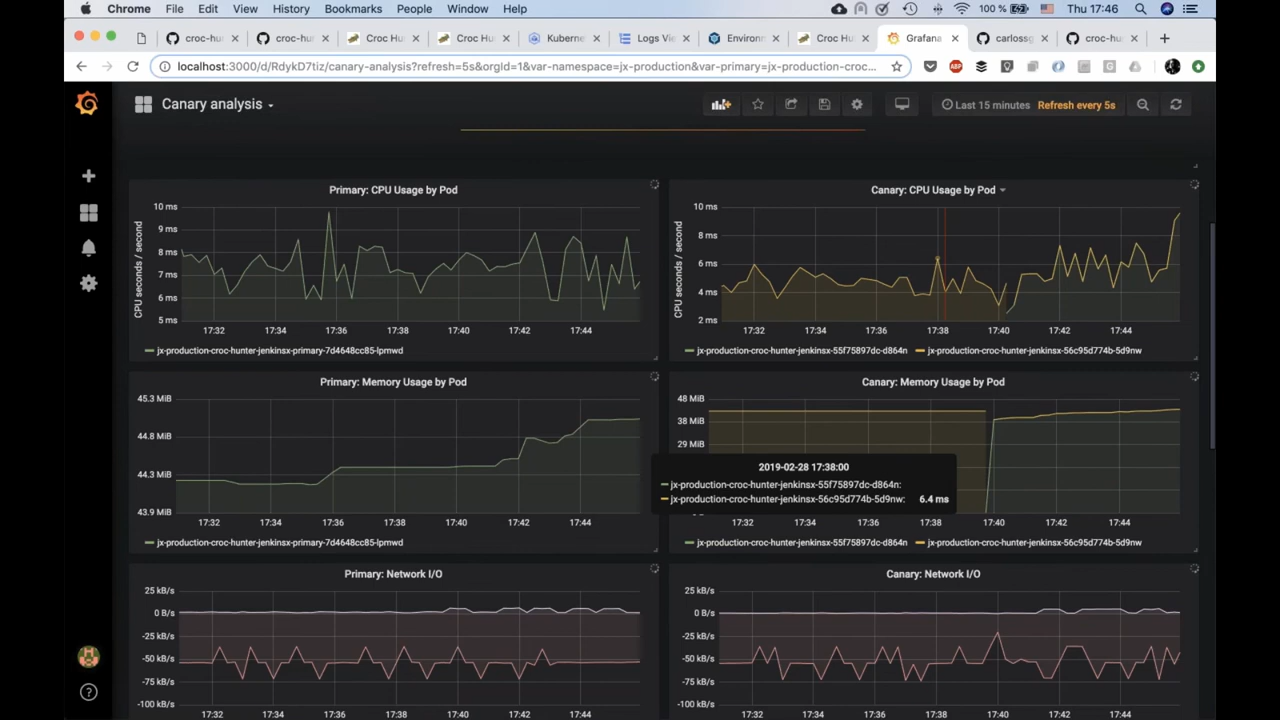 Chrome File Edit View History Bookmarks People Window Help 100 % Thu 17:46
croc-hu croc-hu Croc Hu Croc Hu Kuberne Logs Vie Environ Croc Hu Grafana carlossg croc-hu
localhost:3000/d/RdykD7tiz/canary-analysis?refresh=5s&orgId=1&var-namespace=jx-production&var-primary=jx-production-croc...
Canary analysis Last 15 minutes Refresh every 5s
Primary: CPU Usage by Pod
CPU seconds / second
10 ms
9 ms
8 ms
7 ms
6 ms
5 ms
17:32 17:34 17:36 17:38 17:40 17:42 17:44
jx-production-croc-hunter-jenkinsx-primary-7d4648cc85-lpmwd
Canary: CPU Usage by Pod
CPU seconds / second
10 ms
8 ms
6 ms
4 ms
2 ms
17:32 17:34 17:36 17:38 17:40 17:42 17:44
jx-production-croc-hunter-jenkinsx-55f75897dc-d864n jx-production-croc-hunter-jenkinsx-56c95d774b-5d9nw
Primary: Memory Usage by Pod
45.3 MiB
44.8 MiB
44.3 MiB
43.9 MiB
17:32 17:34 17:36 17:38 17:40 17:42 17:44
jx-production-croc-hunter-jenkinsx-primary-7d4648cc85-lpmwd
Canary: Memory Usage by Pod
48 MiB
38 MiB
29 MiB
2019-02-28 17:38:00
jx-production-croc-hunter-jenkinsx-55f75897dc-d864n:
jx-production-croc-hunter-jenkinsx-56c95d774b-5d9nw: 6.4 ms
17:32 17:34 17:36 17:38 17:40 17:42 17:44
jx-production-croc-hunter-jenkinsx-55f75897dc-d864n jx-production-croc-hunter-jenkinsx-56c95d774b-5d9nw
Primary: Network I/O
25 kB/s
0 B/s
-25 kB/s
-50 kB/s
-75 kB/s
-100 kB/s
17:32 17:34 17:36 17:38 17:40 17:42 17:44
Canary: Network I/O
25 kB/s
0 B/s
-25 kB/s
-50 kB/s
-75 kB/s
-100 kB/s
17:32 17:34 17:36 17:38 17:40 17:42 17:44